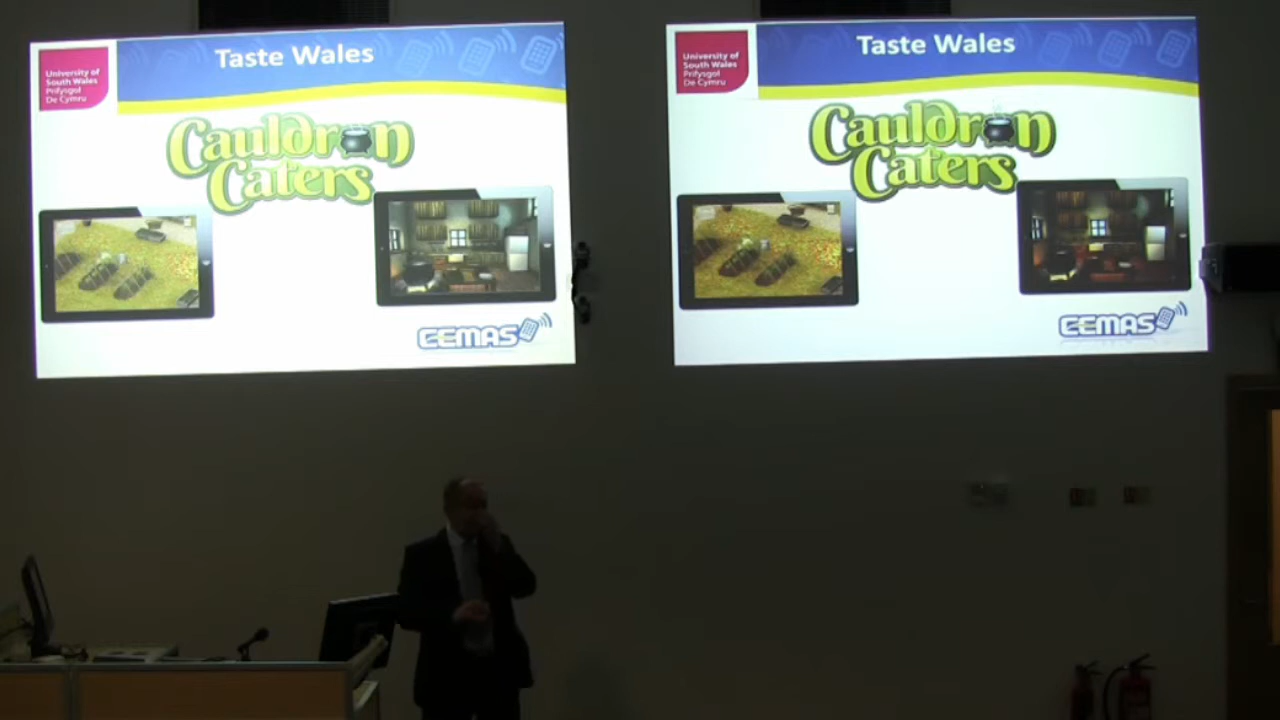 University of
South Wales
Prifysgol
De Cymru
Taste Wales
Cauldron
Caters
CEMAS
University of
South Wales
Prifysgol
De Cymru
Taste Wales
Cauldron
Caters
CEMAS